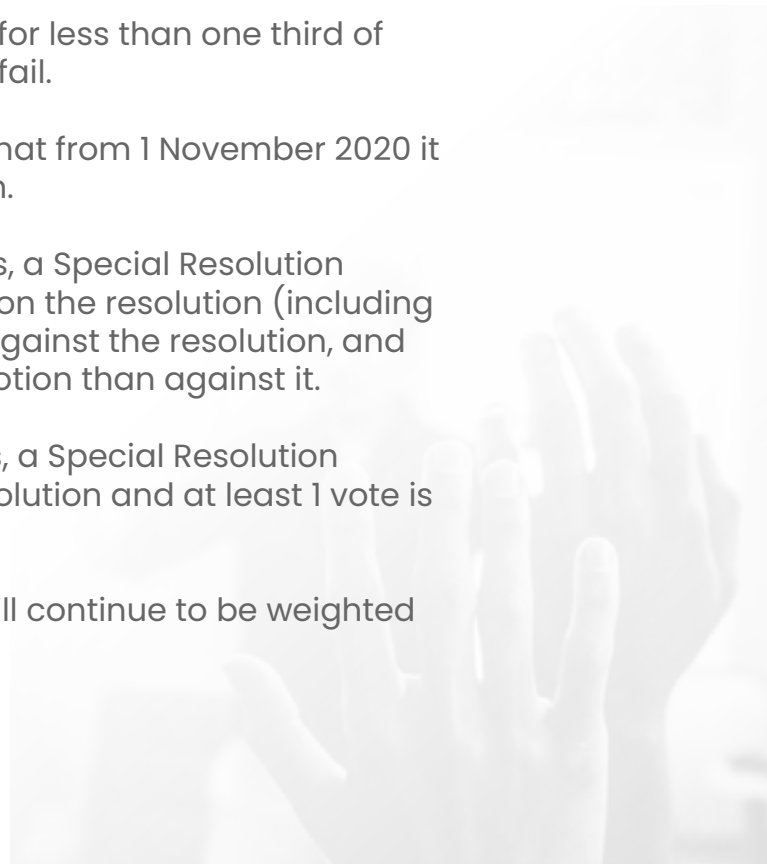 for less than one third of
fail.
hat from 1 November 2020 it
n.
s, a Special Resolution
on the resolution (including
gainst the resolution, and
ption than against it.
s, a Special Resolution
olution and at least 1 vote is
ll continue to be weighted